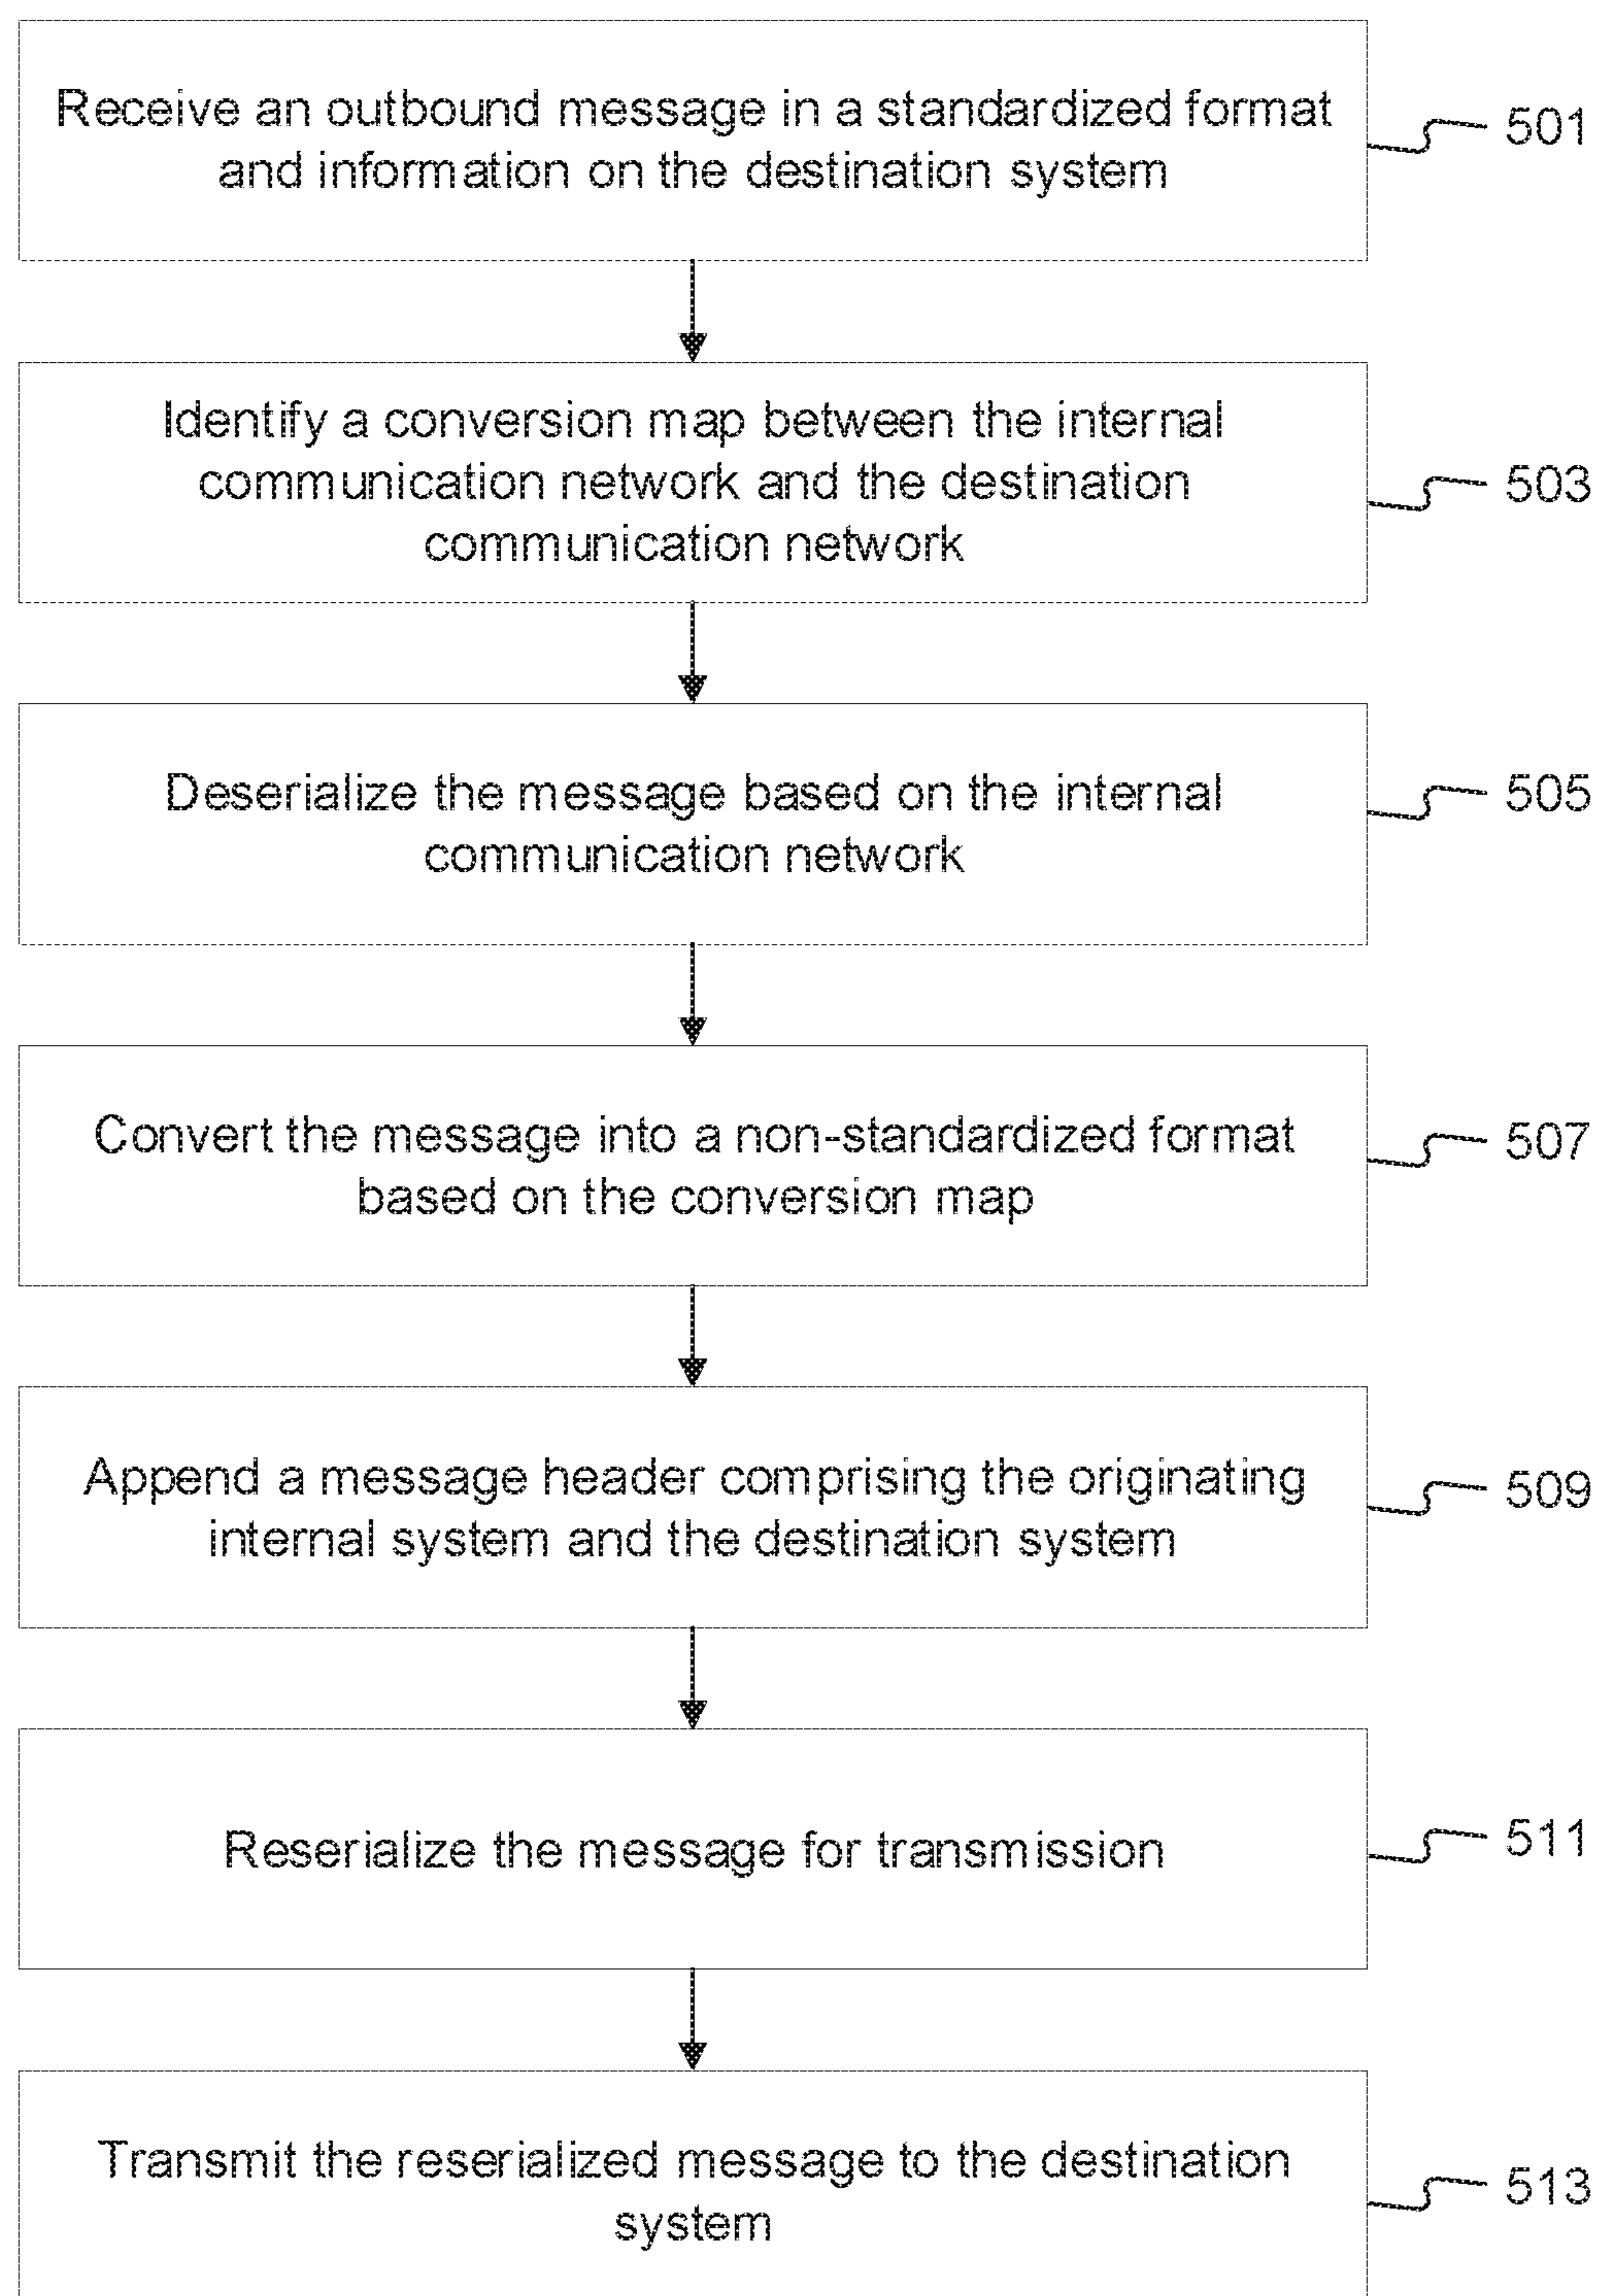 Receive an outbound message in a standardized format
and information on the destination system
501
Identify a conversion map between the internal
communication network and the destination
communication network
503
Deserialize the message based on the internal
communication network
505
Convert the message into a non-standardized format
based on the conversion map
507
Append a message header comprising the originating
internal system and the destination system
509
Reserialize the message for transmission
511
Transmit the reserialized message to the destination
system
513